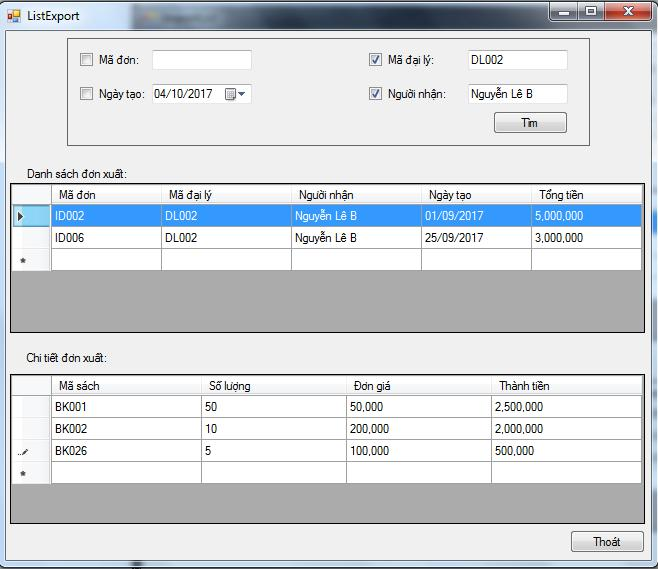 ListExport
Mã đơn: Mã đại lý: DL002
Ngày tạo: 04/10/2017 Người nhận: Nguyễn Lê B
Tìm
Danh sách đơn xuất:
Mã đơn Mã đại lý Người nhận Ngày tạo Tổng tiền
ID002 DL002 Nguyễn Lê B 01/09/2017 5,000,000
ID006 DL002 Nguyễn Lê B 25/09/2017 3,000,000
Chi tiết đơn xuất:
Mã sách Số lượng Đơn giá Thành tiền
BK001 50 50,000 2,500,000
BK002 10 200,000 2,000,000
BK026 5 100,000 500,000
Thoát